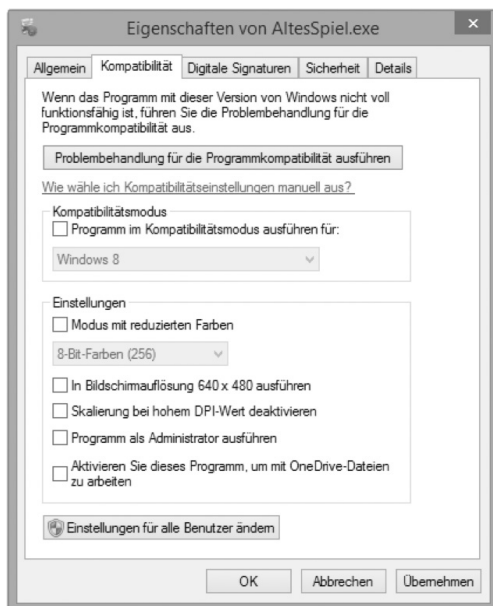 Eigenschaften von AltesSpiel.exe
Allgemein Kompatibilität Digitale Signaturen Sicherheit Details
Wenn das Programm mit dieser Version von Windows nicht voll
funktionsfähig ist, führen Sie die Problembehandlung für die
Programmkompatibilität aus.
Problembehandlung für die Programmkompatibilität ausführen
Wie wähle ich Kompatibilitätseinstellungen manuell aus?
Kompatibilitätsmodus
Programm im Kompatibilitätsmodus ausführen für:
Windows 8
Einstellungen
Modus mit reduzierten Farben
8-Bit-Farben (256)
In Bildschirmauflösung 640 x 480 ausführen
Skalierung bei hohem DPI-Wert deaktivieren
Programm als Administrator ausführen
Aktivieren Sie dieses Programm, um mit OneDrive-Dateien
zu arbeiten
Einstellungen für alle Benutzer ändern
OK Abbrechen Übernehmen